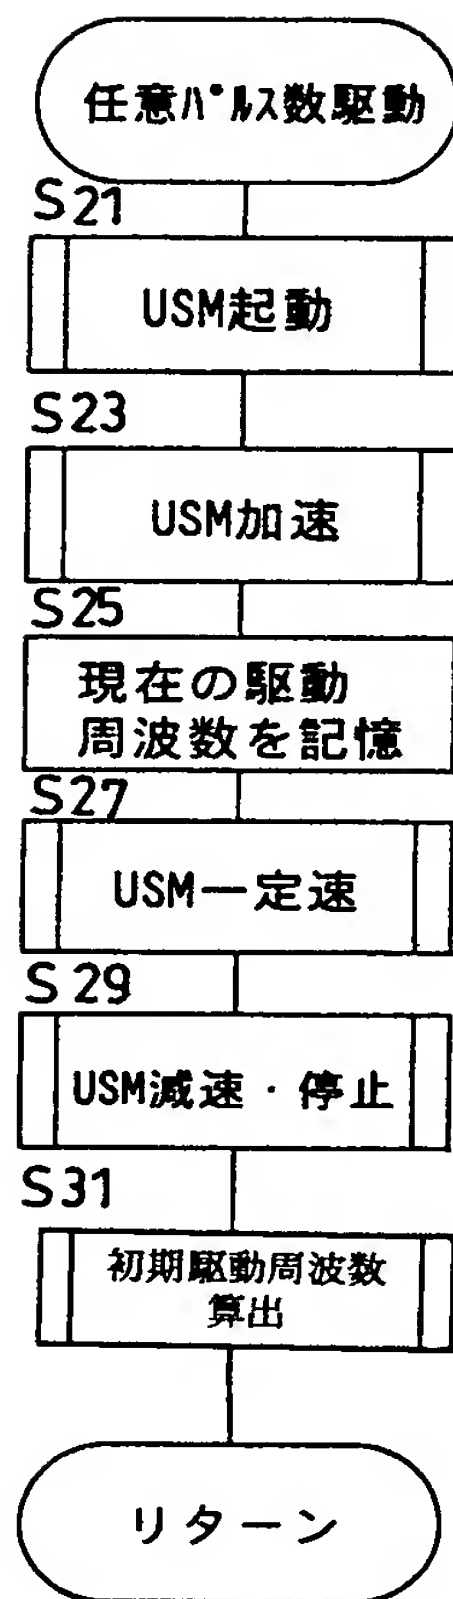 任意ﾊﾟﾙｽ数駆動
S21
USM起動
S23
USM加速
S25
現在の駆動
周波数を記憶
S27
USM一定速
S29
USM減速・停止
S31
初期駆動周波数
算出
リターン